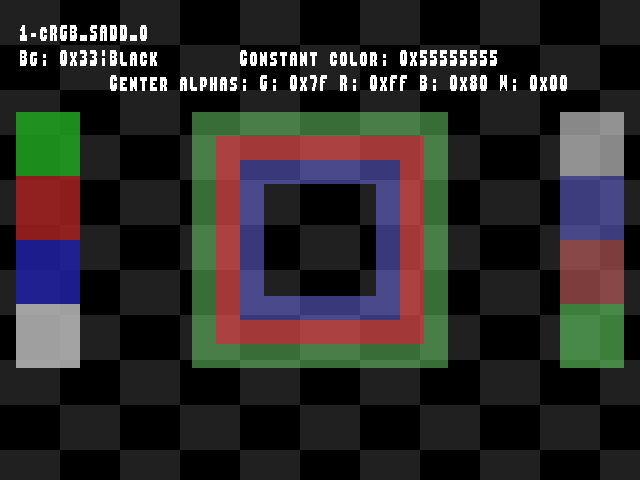 1-cRGB_SADD_0
Bg: 0x33;Black Constant color: 0x55555555
Center alphas: G: 0x7f R: 0xff B: 0x80 W: 0x00